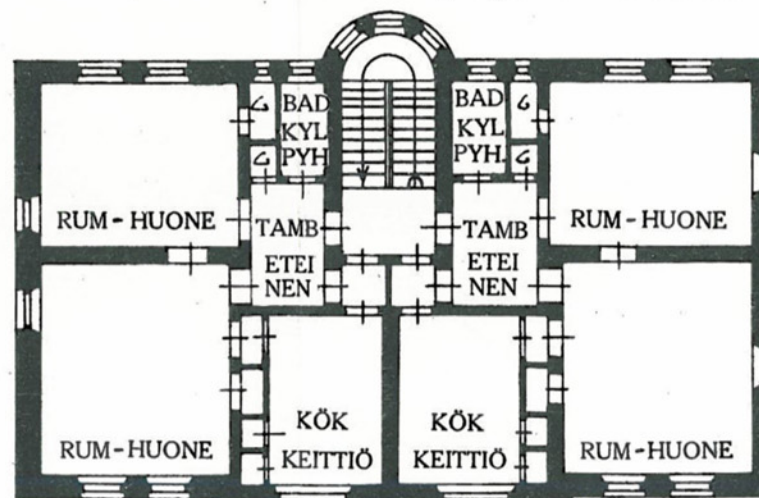 G
BAD
KYL
PYH
G
BAD
KYL
PYH.
G
G
RUM-HUONE
TAMB
ETEI
NEN
TAMB
ETEI
NEN
RUM-HUONE
RUM-HUONE
KÖK
KEITTIÖ
KÖK
KEITTIÖ
RUM-HUONE